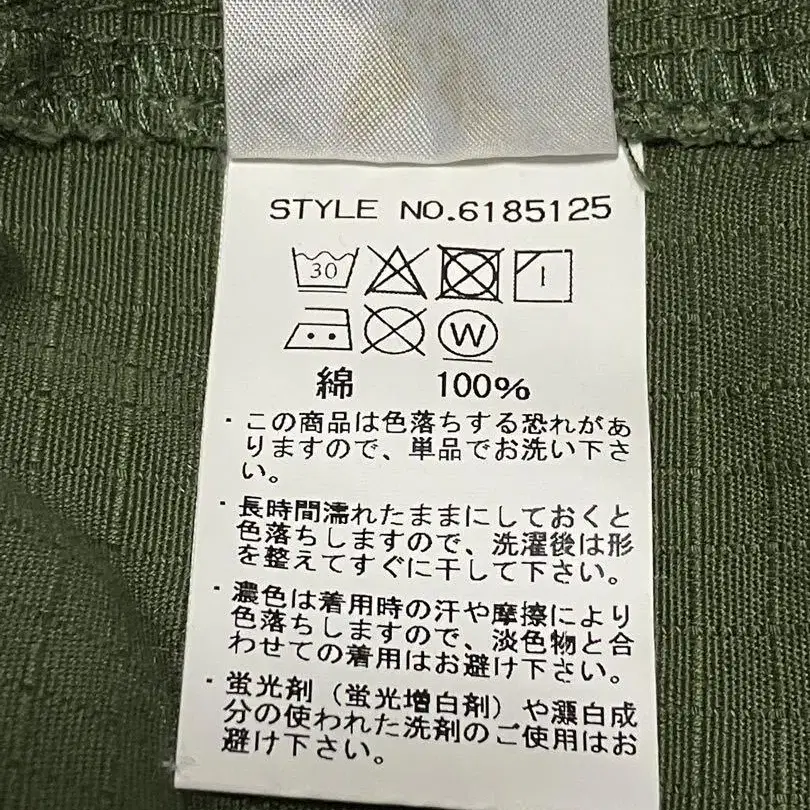 STYLE NO.6185125
30
W
綿 100%
・この商品は色落ちする恐れがあ
りますので、単品でお洗い下さ
い。
・長時間濡れたままにしておくと
色落ちしますので、洗濯後は形
を整えてすぐに干して下さい。
・濃色は着用時の汗や摩擦により
色落ちしますので、淡色物と合
わせての着用はお避け下さい。
・蛍光剤（蛍光増白剤）や漂白成
分の使われた洗剤のご使用はお
避け下さい。